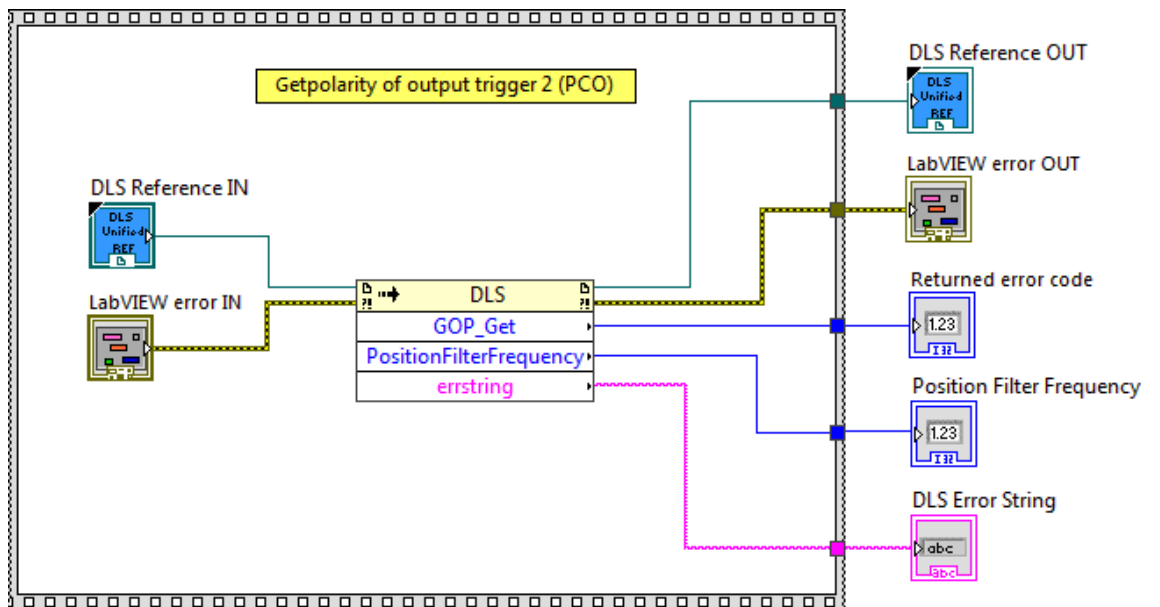 Getpolarity of output trigger 2 (PCO)
DLS Reference IN
DLS
Unified
REF
LabVIEW error IN
?!
DLS
?!
GOP_Get
PositionFilterFrequency
errstring
DLS Reference OUT
DLS
Unified
REF
LabVIEW error OUT
Returned error code
1.23
I32
Position Filter Frequency
1.23
I32
DLS Error String
abc
abc